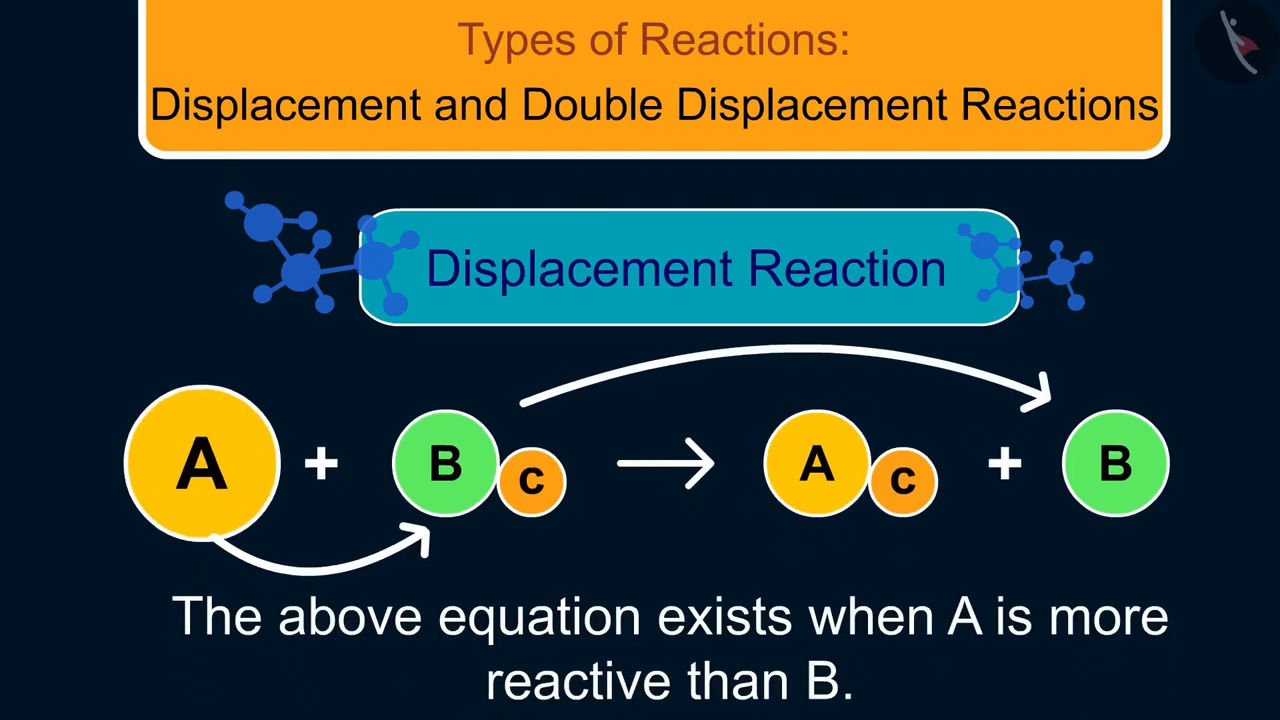 Types of Reactions:
Displacement and Double Displacement Reactions
Displacement Reaction
A + B c → A c + B
The above equation exists when A is more
reactive than B.